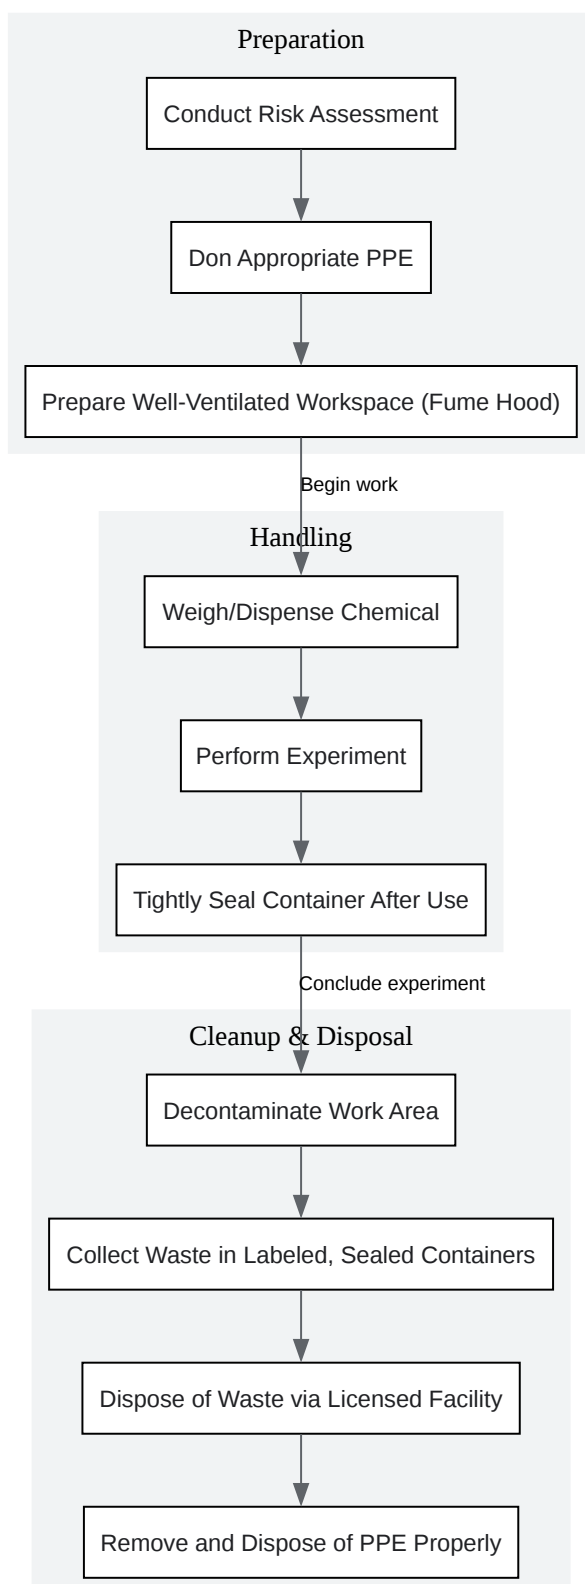 Preparation
Conduct Risk Assessment
Don Appropriate PPE
Prepare Well-Ventilated Workspace (Fume Hood)
Begin work
Handling
Weigh/Dispense Chemical
Perform Experiment
Tightly Seal Container After Use
Conclude experiment
Cleanup & Disposal
Decontaminate Work Area
Collect Waste in Labeled, Sealed Containers
Dispose of Waste via Licensed Facility
Remove and Dispose of PPE Properly